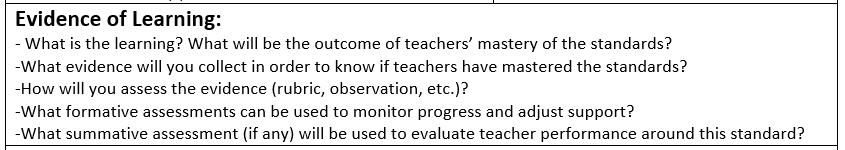 Evidence of Learning:
- What is the learning? What will be the outcome of teachers’ mastery of the standards?
-What evidence will you collect in order to know if teachers have mastered the standards?
-How will you assess the evidence (rubric, observation, etc.)?
-What formative assessments can be used to monitor progress and adjust support?
-What summative assessment (if any) will be used to evaluate teacher performance around this standard?